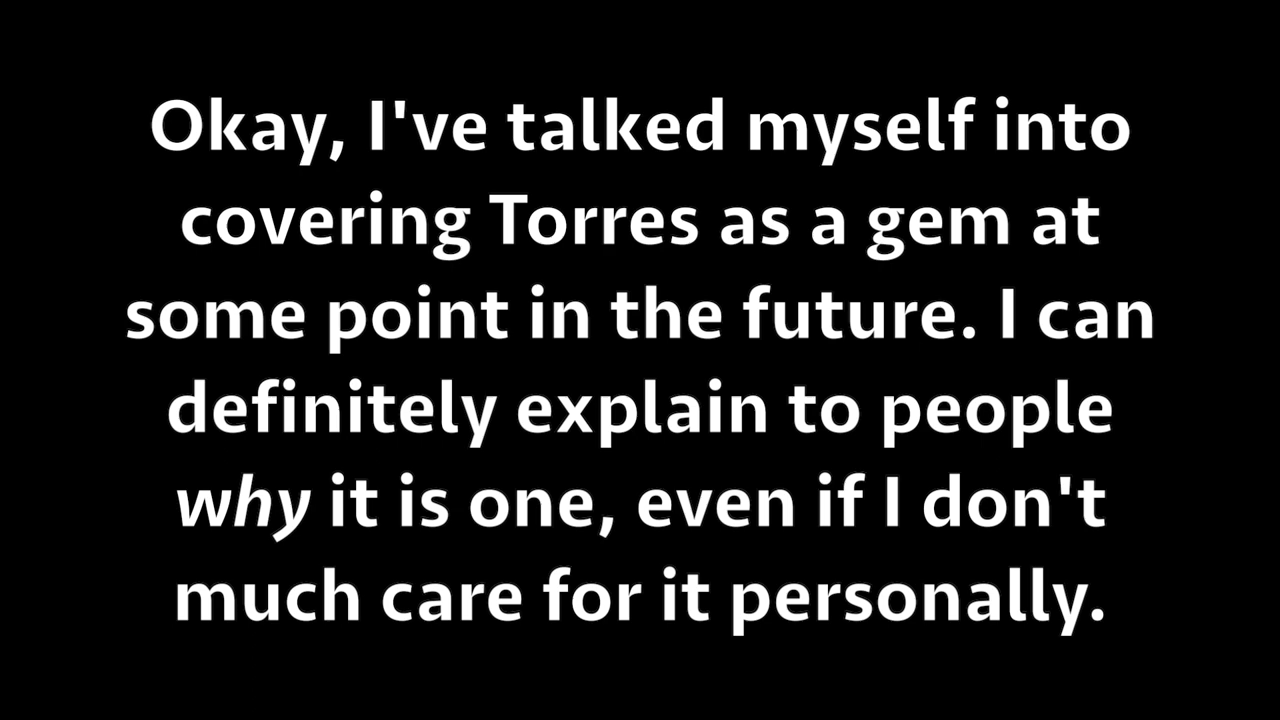 Okay, I've talked myself into
covering Torres as a gem at
some point in the future. I can
definitely explain to people
why it is one, even if I don't
much care for it personally.